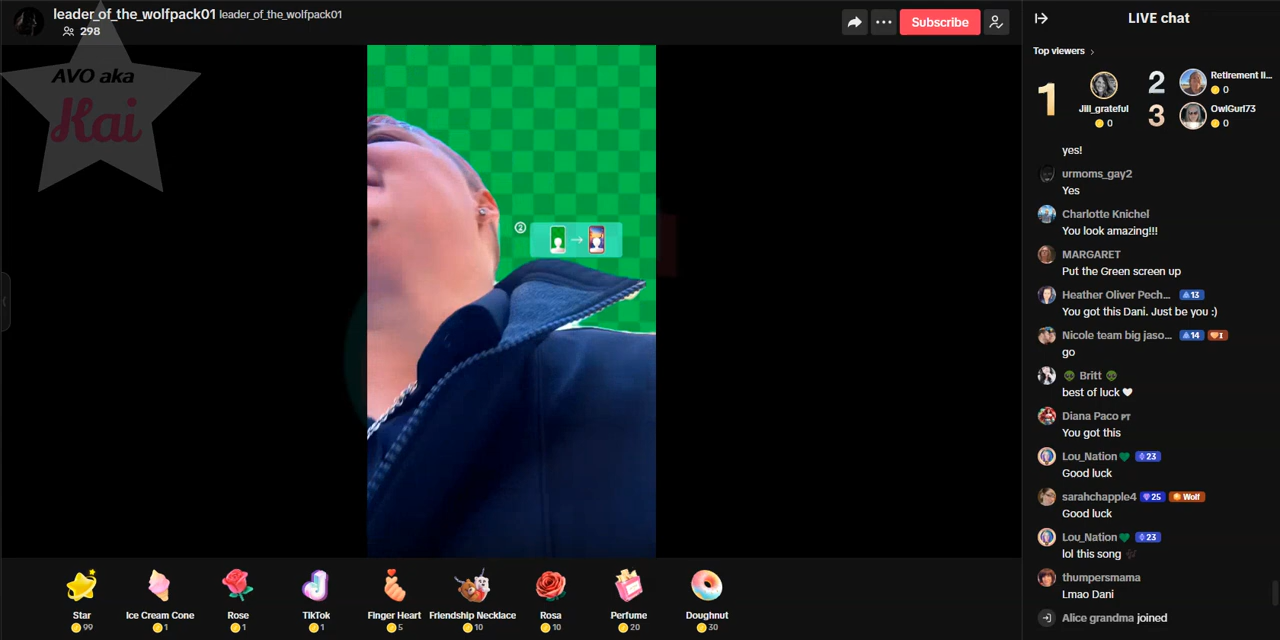 leader_of_the_wolfpack01 leader_of_the_wolfpack01
298
Subscribe
AVO aka
Kai
2
LIVE chat
Top viewers
1
Jill_grateful
0
2
Retirement li...
0
3
OwlGurl73
0
yes!
urmoms_gay2
Yes
Charlotte Knichel
You look amazing!!!
MARGARET
Put the Green screen up
Heather Oliver Pech... 13
You got this Dani. Just be you :)
Nicole team big jaso... 14 I
go
👽 Britt 👽
best of luck 🤍
Diana Paco PT
You got this
Lou_Nation💚 23
Good luck
sarahchapple4 25 Wolf
Good luck
Lou_Nation💚 23
lol this song 🎶
thumpersmama
Lmao Dani
Alice grandma joined
Star
99
Ice Cream Cone
1
Rose
1
TikTok
1
Finger Heart
5
Friendship Necklace
10
Rosa
10
Perfume
20
Doughnut
30